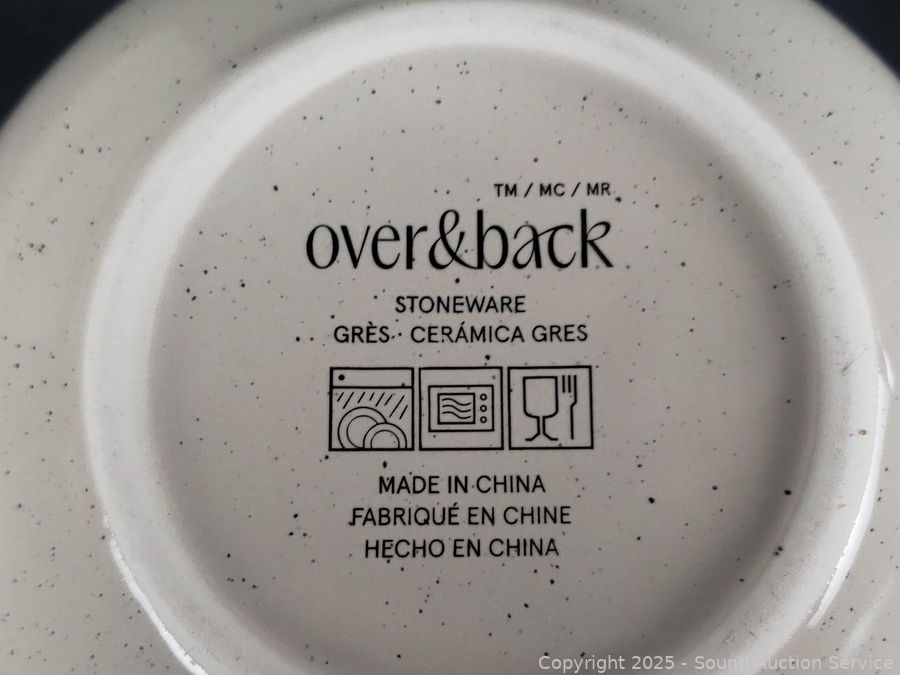 TM / MC / MR
over&back
STONEWARE
GRÈS · CERÁMICA GRES
MADE IN CHINA
FABRIQUÉ EN CHINE
HECHO EN CHINA
Copyright 2025 - Sound Auction Service